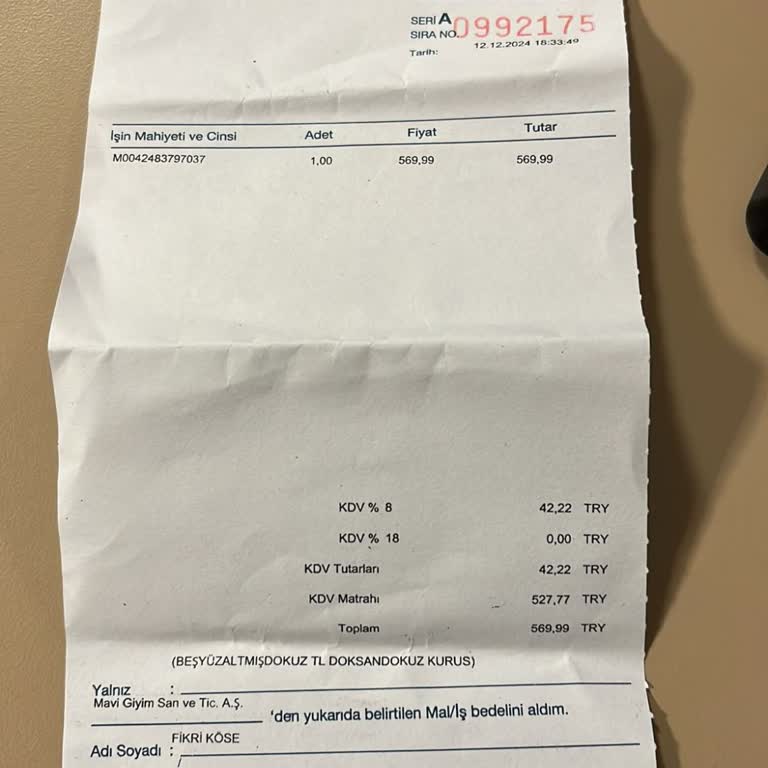 SERİ A
SIRA NO. 0992175
Tarih: 12.12.2024 18:33:49
İşin Mahiyeti ve Cinsi Adet Fiyat Tutar
M0042483797037 1,00 569,99 569,99
KDV % 8 42,22 TRY
KDV % 18 0,00 TRY
KDV Tutarları 42,22 TRY
KDV Matrahı 527,77 TRY
Toplam 569,99 TRY
(BEŞYÜZALTMIŞDOKUZ TL DOKSANDOKUZ KURUS)
Yalnız :
Mavi Giyim San ve Tic. A.Ş.
'den yukarıda belirtilen Mal/İş bedelini aldım.
FİKRİ KÖSE
Adı Soyadı :